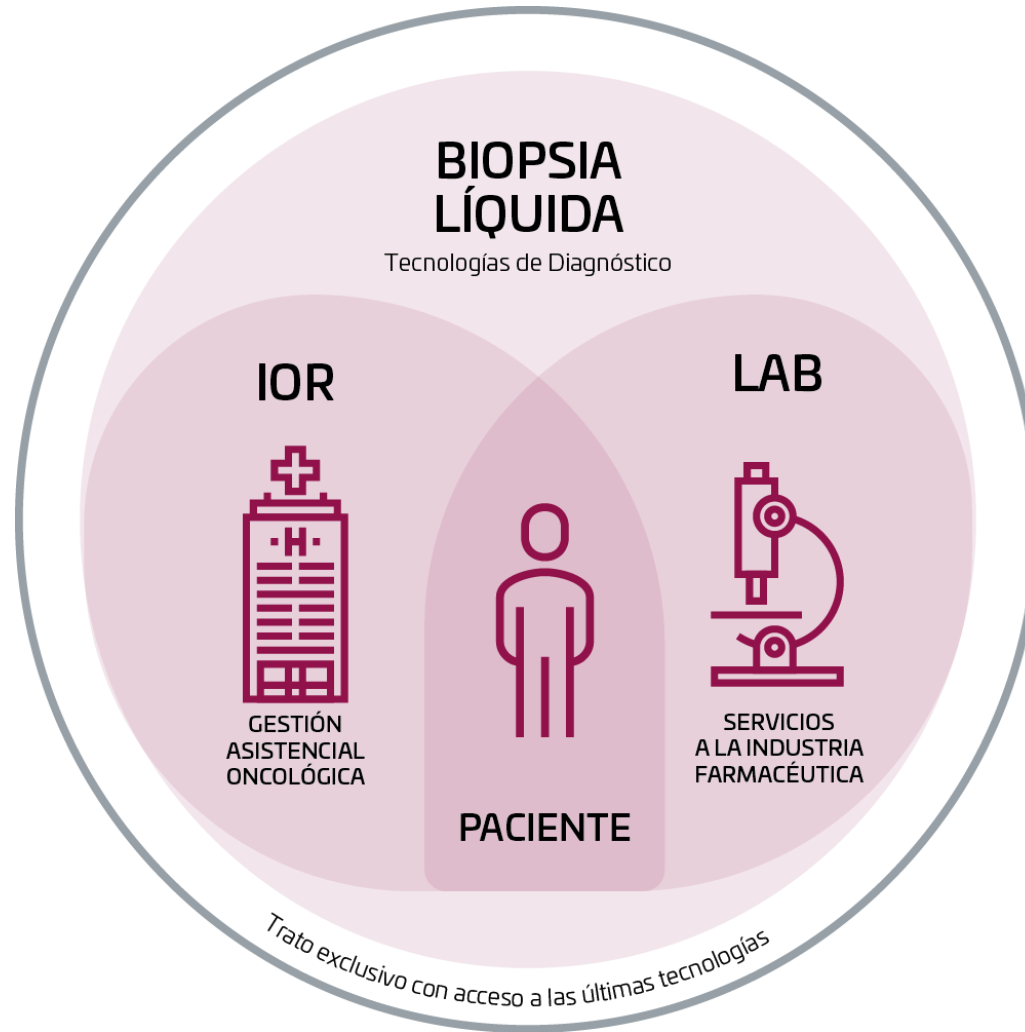 BIOPSIA
LÍQUIDA
Tecnologías de Diagnóstico
IOR
LAB
H
GESTIÓN
ASISTENCIAL
ONCOLÓGICA
SERVICIOS
A LA INDUSTRIA
FARMACÉUTICA
PACIENTE
Trato exclusivo con acceso a las últimas tecnologías